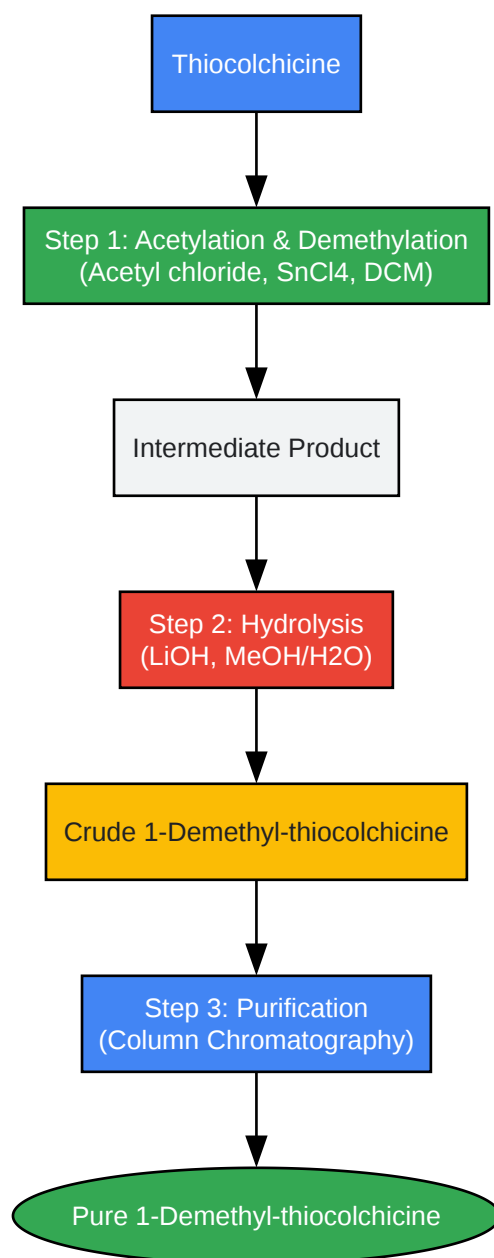 Thiocolchicine
Step 1: Acetylation & Demethylation
(Acetyl chloride, SnCl4, DCM)
Intermediate Product
Step 2: Hydrolysis
(LiOH, MeOH/H2O)
Crude 1-Demethyl-thiocolchicine
Step 3: Purification
(Column Chromatography)
Pure 1-Demethyl-thiocolchicine